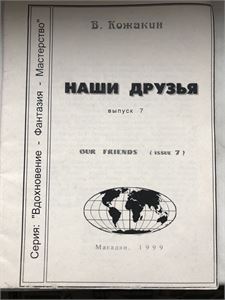 В. Кожакин
НАШИ ДРУЗЬЯ
выпуск 7
OUR FRIENDS ( ISSUE 7 )
Магадан, 1999
Серия: "Вдохновение - Фантазия - Мастерство"